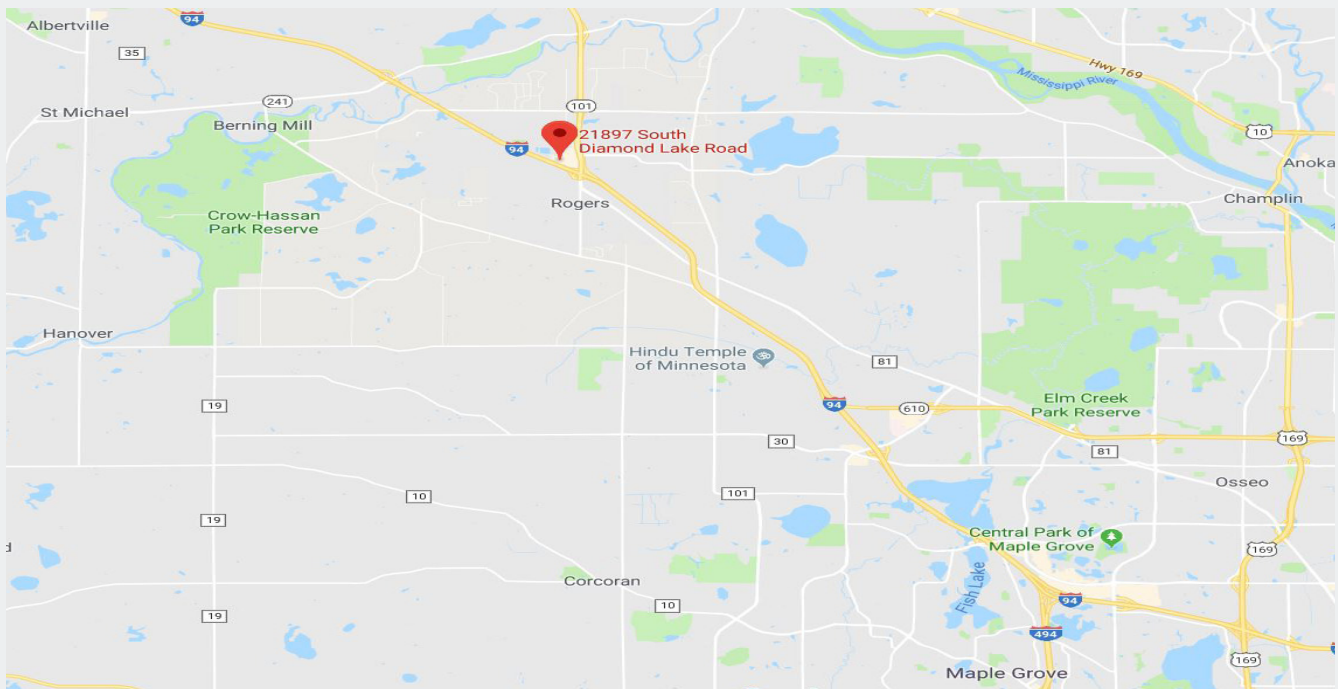 Albertville
94
35
Hwy 169
Mississippi River
241
101
St Michael
Berning Mill
21897 South
Diamond Lake Road
94
10
Anoka
Rogers
Champlin
Crow-Hassan
Park Reserve
Hanover
Hindu Temple
of Minnesota
81
19
94
610
Elm Creek
Park Reserve
30
169
81
10
101
Osseo
19
Central Park of
Maple Grove
169
d
Corcoran
Fish Lake
10
94
19
494
169
Maple Grove